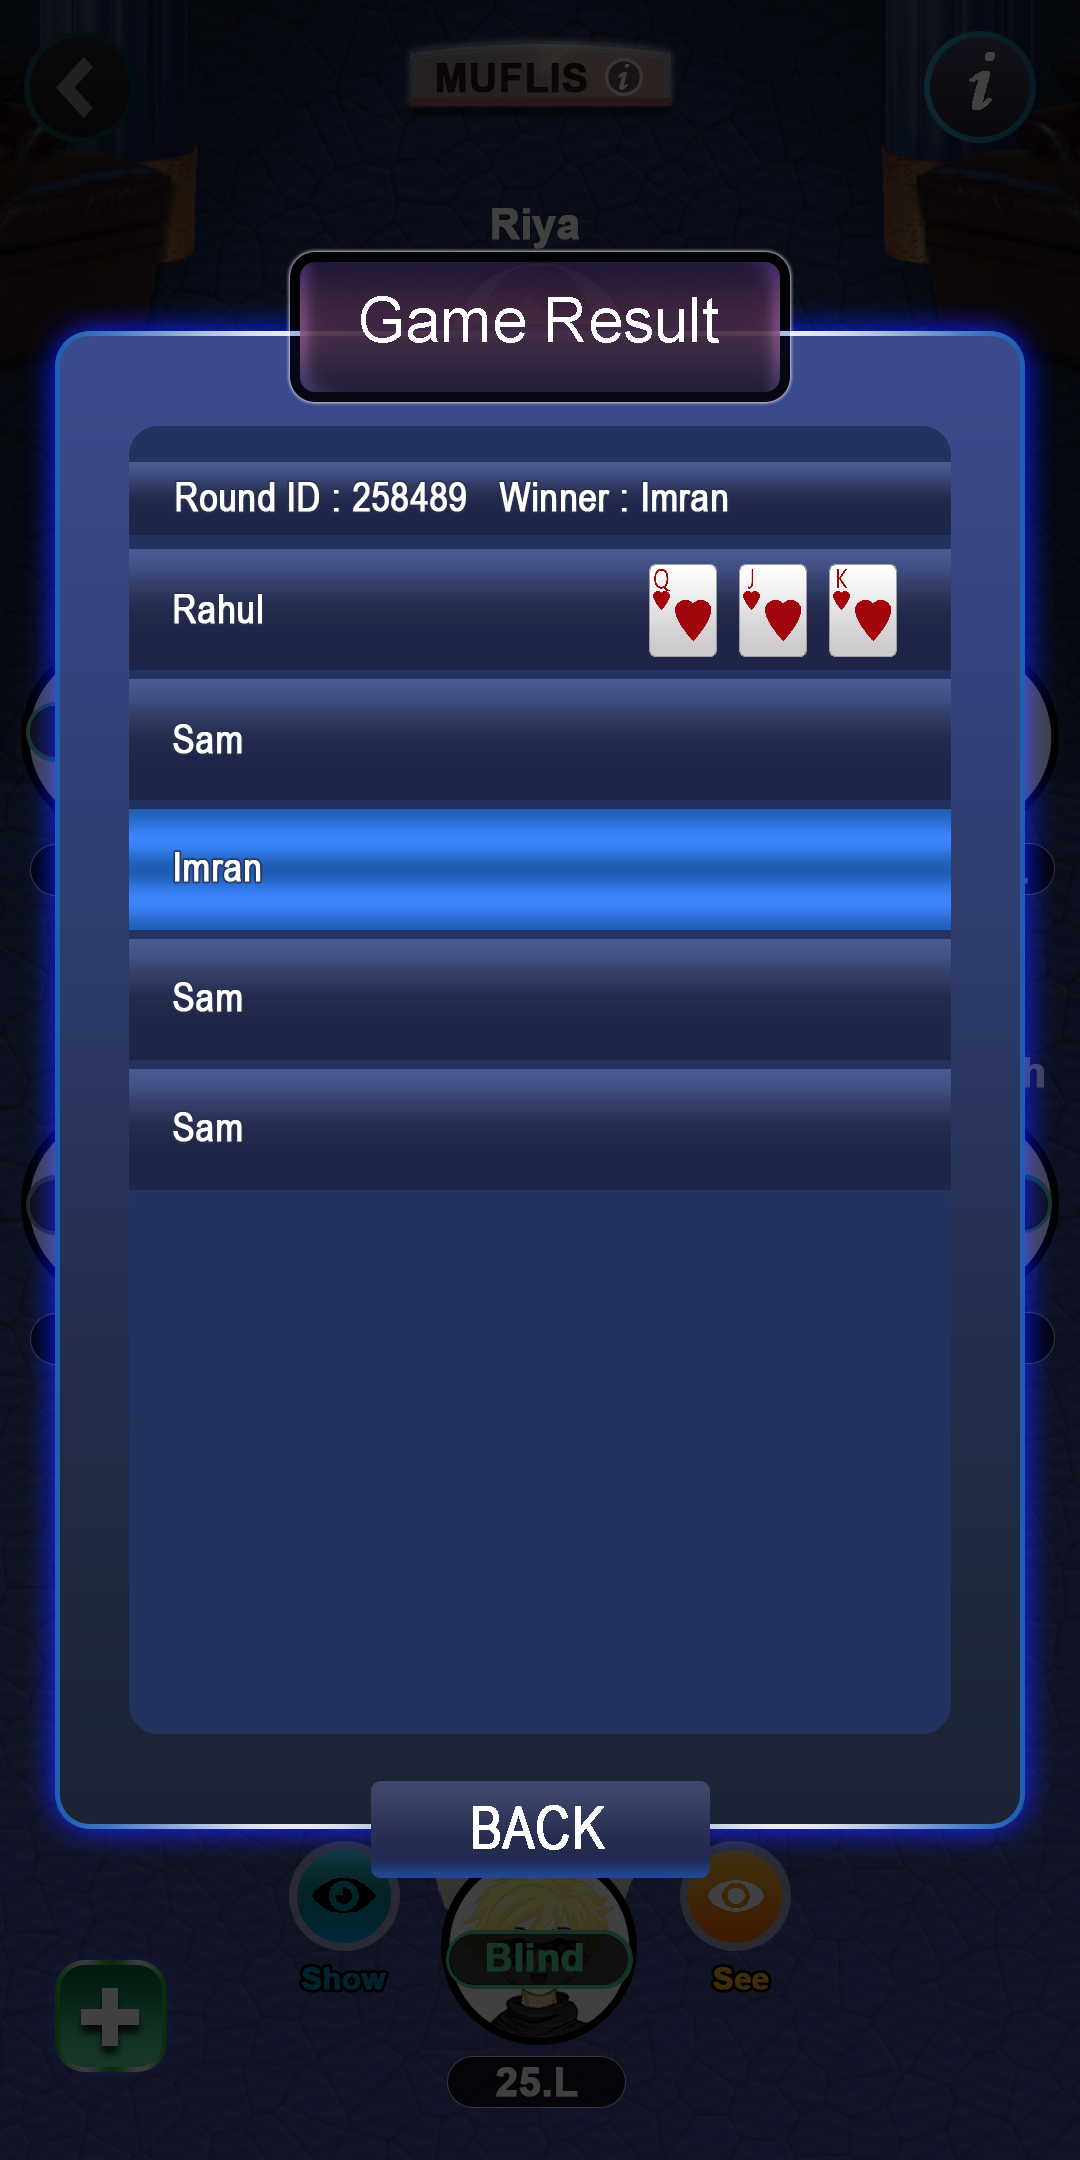 MUFLIS i
i
Riya
Game Result
Round ID : 258489 Winner : Imran
Rahul
Q J K
Sam
Imran
Sam
Sam
h
BACK
Blind
Show
See
25.L